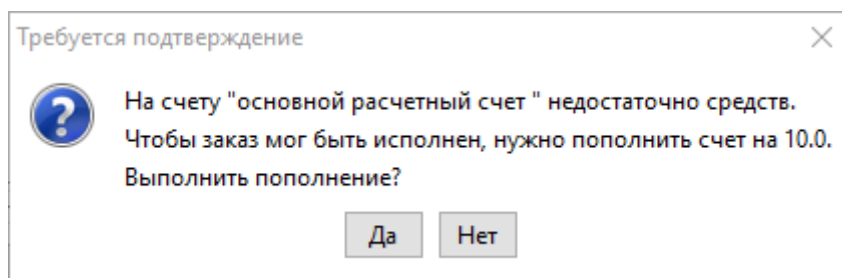 Требуется подтверждение
На счету "основной расчетный счет " недостаточно средств.
Чтобы заказ мог быть исполнен, нужно пополнить счет на 10.0.
Выполнить пополнение?
Да Нет